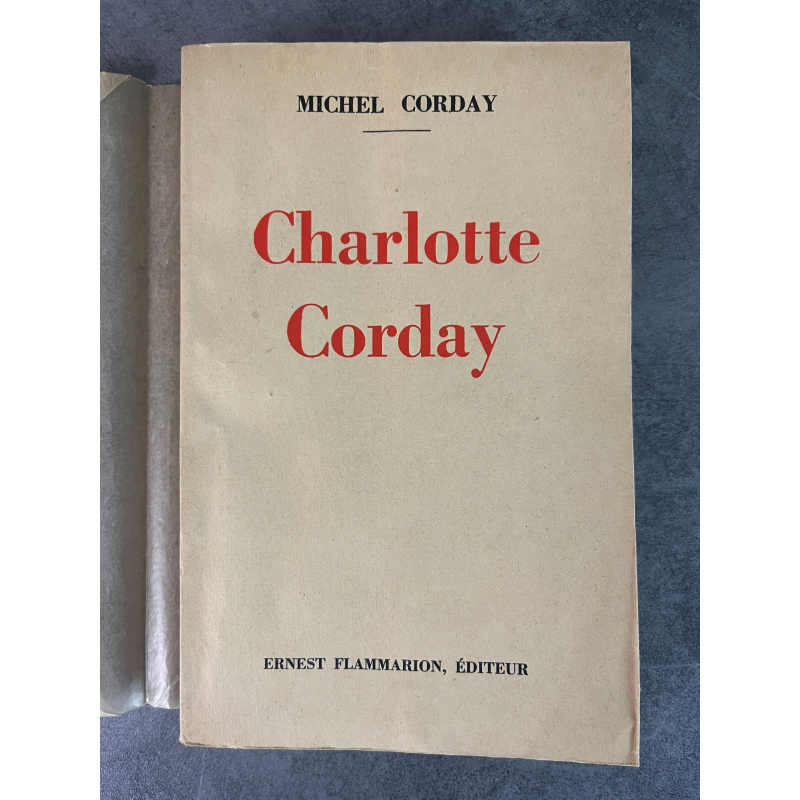 MICHEL CORDAY
Charlotte
Corday
ERNEST FLAMMARION, ÉDITEUR